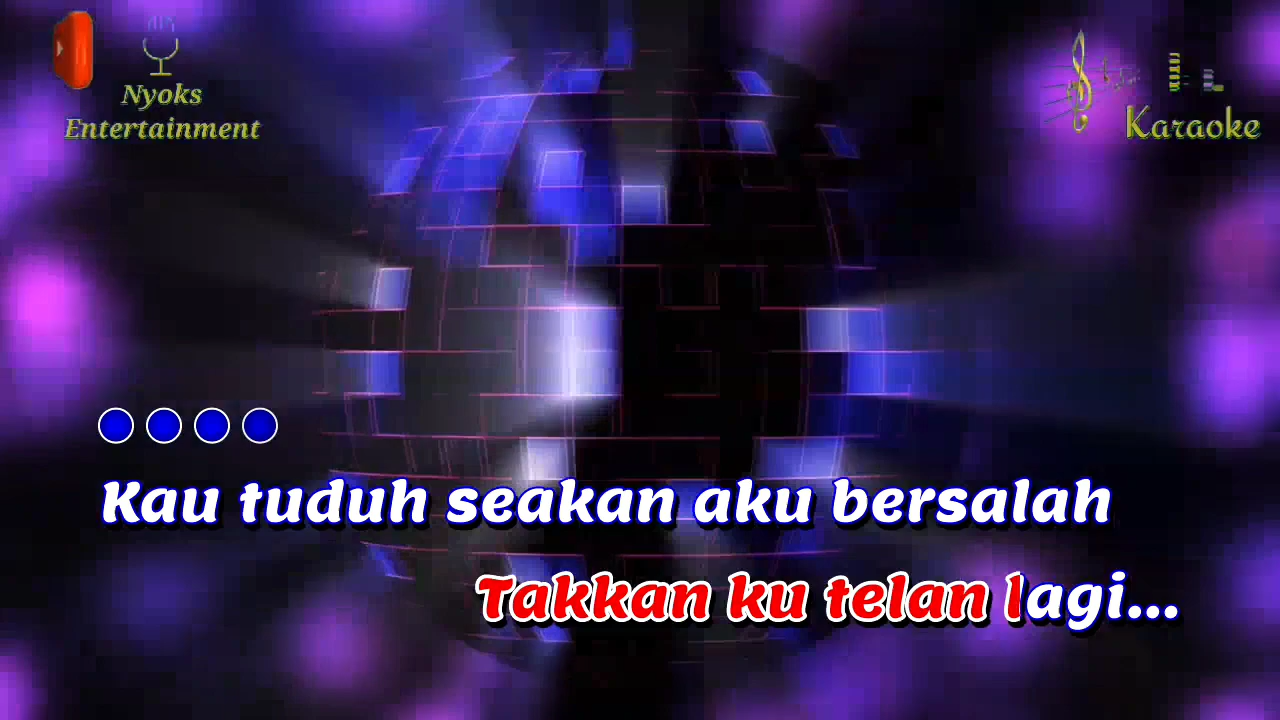 Nyoks
Entertainment
Karaoke
Kau tuduh seakan aku bersalah
Takkan ku telan lagi...